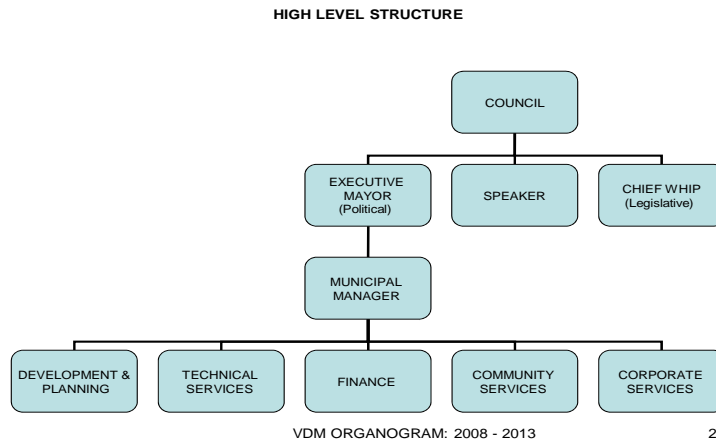 HIGH LEVEL STRUCTURE
COUNCIL
EXECUTIVE
MAYOR
(Political)
SPEAKER
CHIEF WHIP
(Legislative)
MUNICIPAL
MANAGER
DEVELOPMENT &
PLANNING
TECHNICAL
SERVICES
FINANCE
COMMUNITY
SERVICES
CORPORATE
SERVICES
VDM ORGANOGRAM: 2008 - 2013
2